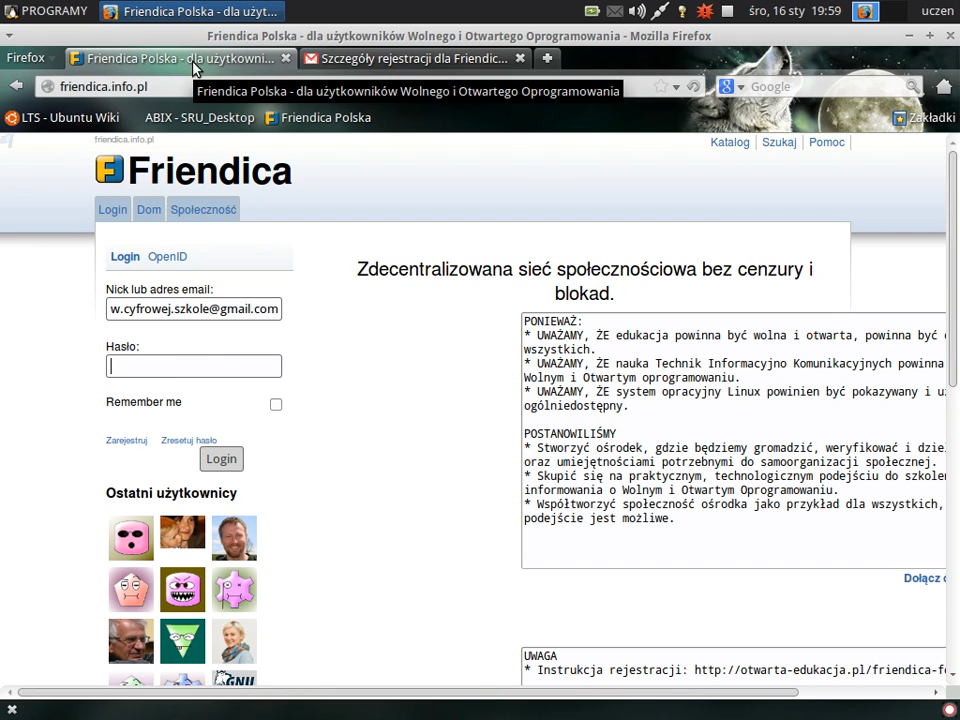 PROGRAMY
Friendica Polska - dla użyt...
śro, 16 sty 19:59
uczen
Friendica Polska - dla użytkowników Wolnego i Otwartego Oprogramowania - Mozilla Firefox
Firefox
Friendica Polska - dla użytkowni...
Szczegóły rejestracji dla Friendic...
friendica.info.pl
Google
Friendica Polska - dla użytkowników Wolnego i Otwartego Oprogramowania
LTS - Ubuntu Wiki
ABIX - SRU_Desktop
Friendica Polska
Zakładki
friendica.info.pl
Katalog
Szukaj
Pomoc
Friendica
Login
Dom
Społeczność
Login
OpenID
Nick lub adres email:
w.cyfrowej.szkole@gmail.com
Hasło:
Remember me
Zarejestruj
Zresetuj hasło
Login
Ostatni użytkownicy
GNU
Zdecentralizowana sieć społecznościowa bez cenzury i
blokad.
PONIEWAŻ:
* UWAŻAMY, ŻE edukacja powinna być wolna i otwarta, powinna być
wszystkich.
* UWAŻAMY, ŻE nauka Technik Informacyjno Komunikacyjnych powinna
Wolnym i Otwartym oprogramowaniu.
* UWAŻAMY, ŻE system opracyjny Linux powinien być pokazywany i
ogólniedostępny.
POSTANOWILIŚMY
* Stworzyć ośrodek, gdzie będziemy gromadzić, weryfikować i
oraz umiejętnościami potrzebnymi do samoorganizacji społecznej.
* Skupić się na praktycznym, technologicznym podejściu do
informowania o Wolnym i Otwartym Oprogramowaniu.
* Współtworzyć społeczność ośrodka jako przykład dla wszystkich,
podejście jest możliwe.
Dołącz
UWAGA
* Instrukcja rejestracji: http://otwarta-edukacja.pl/friendica-f